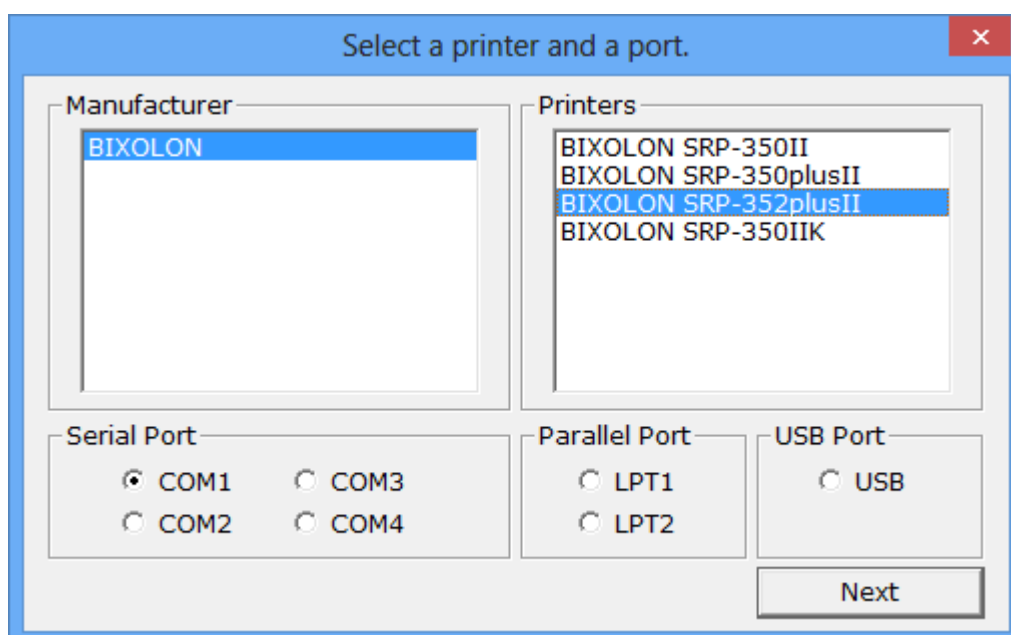 Select a printer and a port.
Manufacturer
BIXOLON
Printers
BIXOLON SRP-350II
BIXOLON SRP-350plusII
BIXOLON SRP-352plusII
BIXOLON SRP-350IIK
Serial Port
COM1 COM3
COM2 COM4
Parallel Port
LPT1
LPT2
USB Port
USB
Next